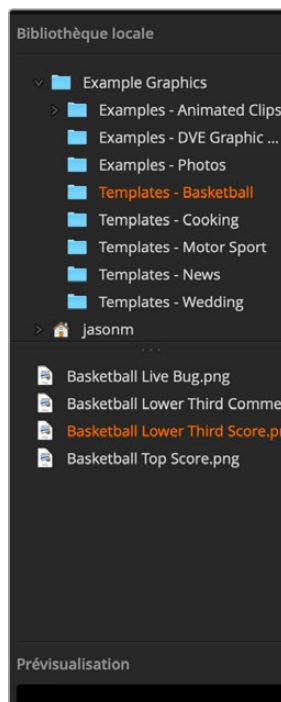 Bibliothèque locale
Example Graphics
Examples - Animated Clips
Examples - DVE Graphic ...
Examples - Photos
Templates - Basketball
Templates - Cooking
Templates - Motor Sport
Templates - News
Templates - Wedding
jasonm
Basketball Live Bug.png
Basketball Lower Third Comme
Basketball Lower Third Score.pn
Basketball Top Score.png
Prévisualisation